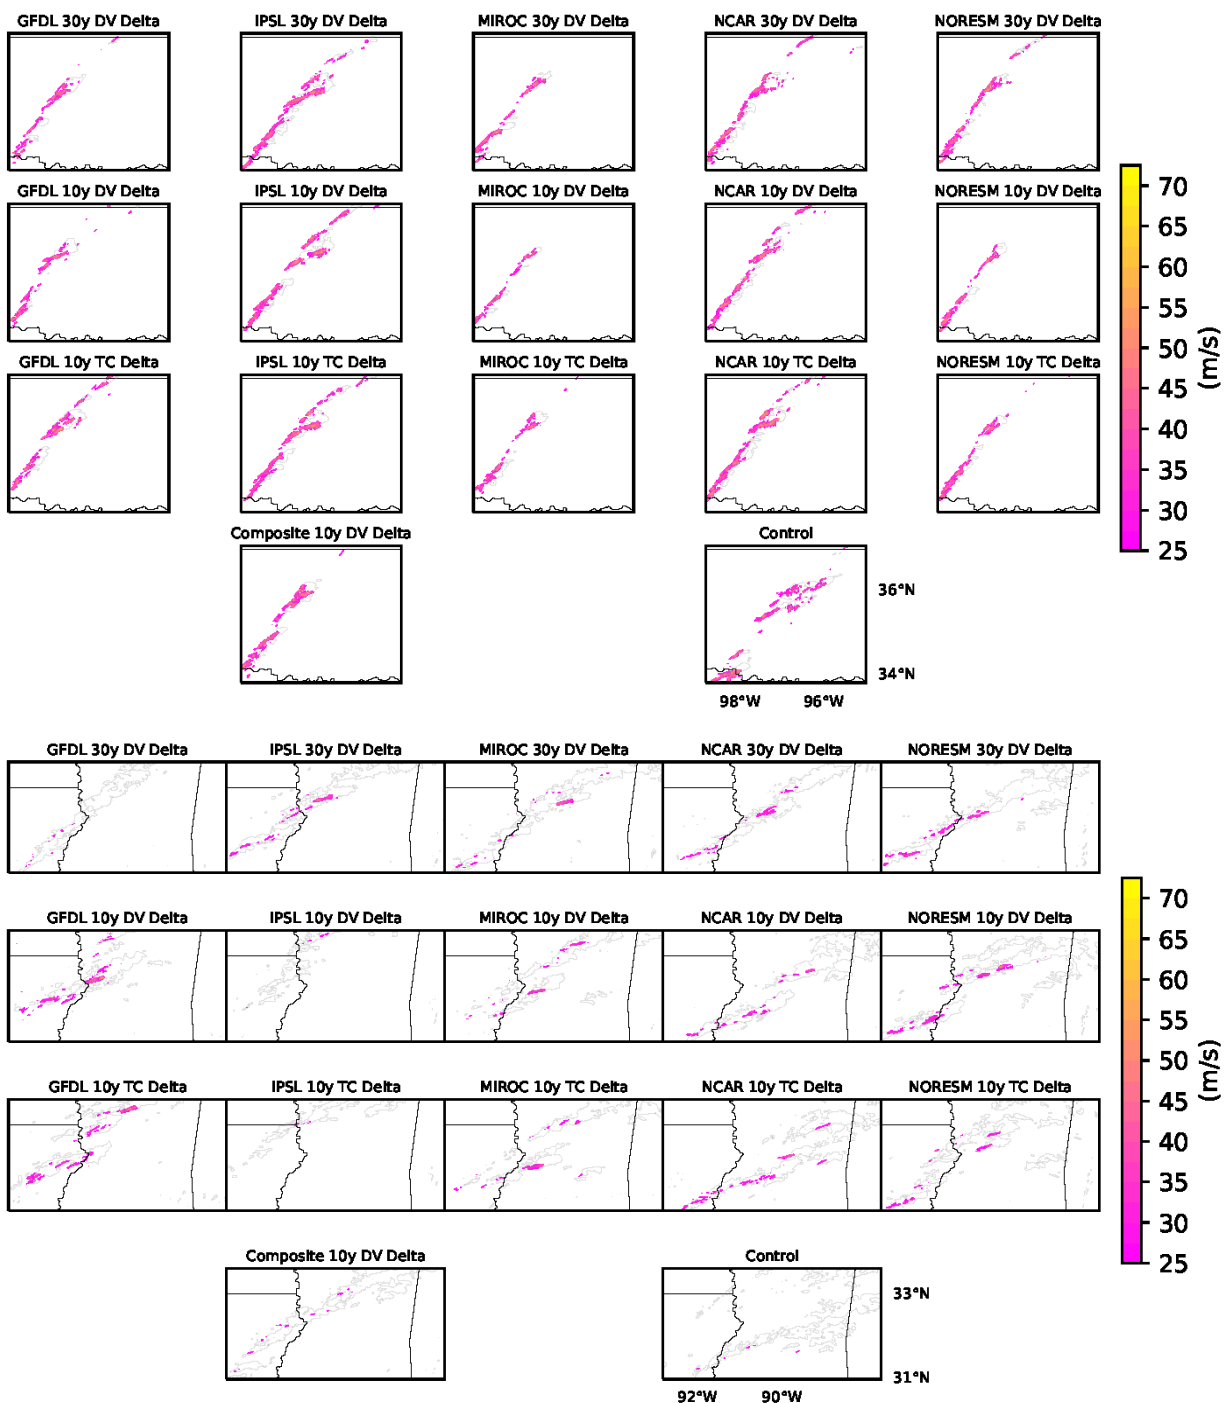 GFDL 30y DV Delta IPSL 30y DV Delta MIROC 30y DV Delta NCAR 30y DV Delta NORESM 30y DV Delta
GFDL 10y DV Delta IPSL 10y DV Delta MIROC 10y DV Delta NCAR 10y DV Delta NORESM 10y DV Delta
GFDL 10y TC Delta IPSL 10y TC Delta MIROC 10y TC Delta NCAR 10y TC Delta NORESM 10y TC Delta
Composite 10y DV Delta Control
36°N
34°N
98°W 96°W
70
65
60
55
50
45
40
35
30
25
(m/s)
GFDL 30y DV Delta IPSL 30y DV Delta MIROC 30y DV Delta NCAR 30y DV Delta NORESM 30y DV Delta
GFDL 10y DV Delta IPSL 10y DV Delta MIROC 10y DV Delta NCAR 10y DV Delta NORESM 10y DV Delta
GFDL 10y TC Delta IPSL 10y TC Delta MIROC 10y TC Delta NCAR 10y TC Delta NORESM 10y TC Delta
Composite 10y DV Delta Control
33°N
31°N
92°W 90°W
70
65
60
55
50
45
40
35
30
25
(m/s)